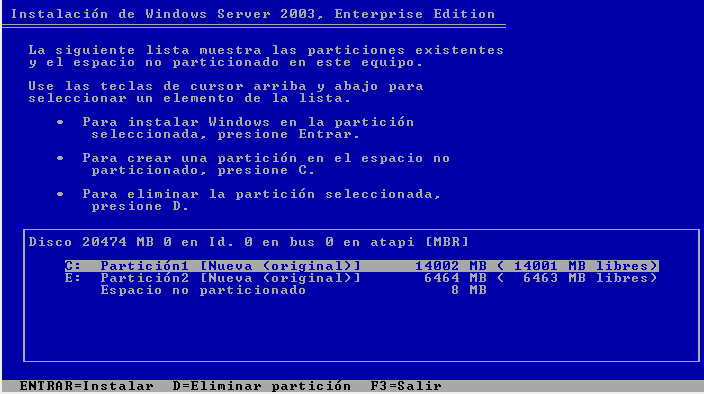 Instalación de Windows Server 2003, Enterprise Edition
La siguiente lista muestra las particiones existentes
y el espacio no particionado en este equipo.
Use las teclas de cursor arriba y abajo para
seleccionar un elemento de la lista.
• Para instalar Windows en la partición
seleccionada, presione Entrar.
• Para crear una partición en el espacio no
particionado, presione C.
• Para eliminar la partición seleccionada,
presione D.
Disco 20474 MB 0 en Id. 0 en bus 0 en atapi [MBR]
C: Partición1 [Nueva (original)] 14002 MB ( 14001 MB libres)
E: Partición2 [Nueva (original)] 6464 MB ( 6463 MB libres)
Espacio no particionado 8 MB
ENTRAR=Instalar D=Eliminar partición F3=Salir